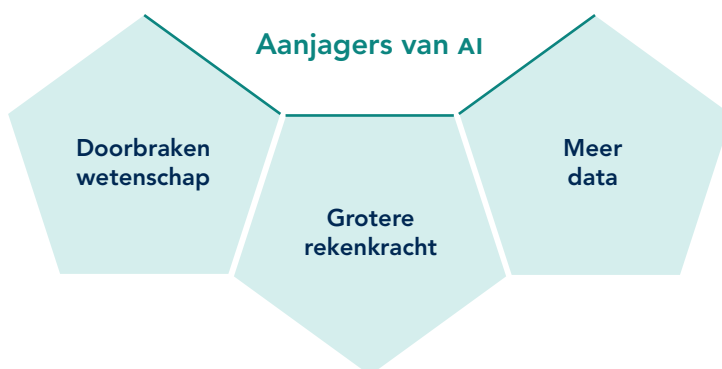 Aanjagers van AI
Doorbraken
wetenschap
Grotere
rekenkracht
Meer
data